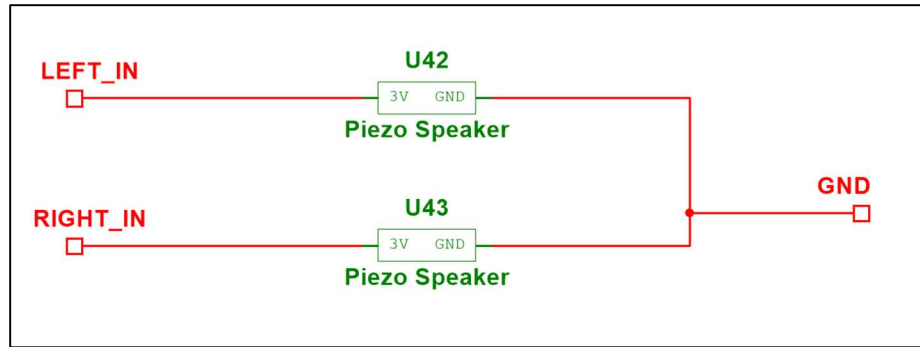 U42
LEFT_IN
3V GND
Piezo Speaker
GND
U43
RIGHT_IN
3V GND
Piezo Speaker